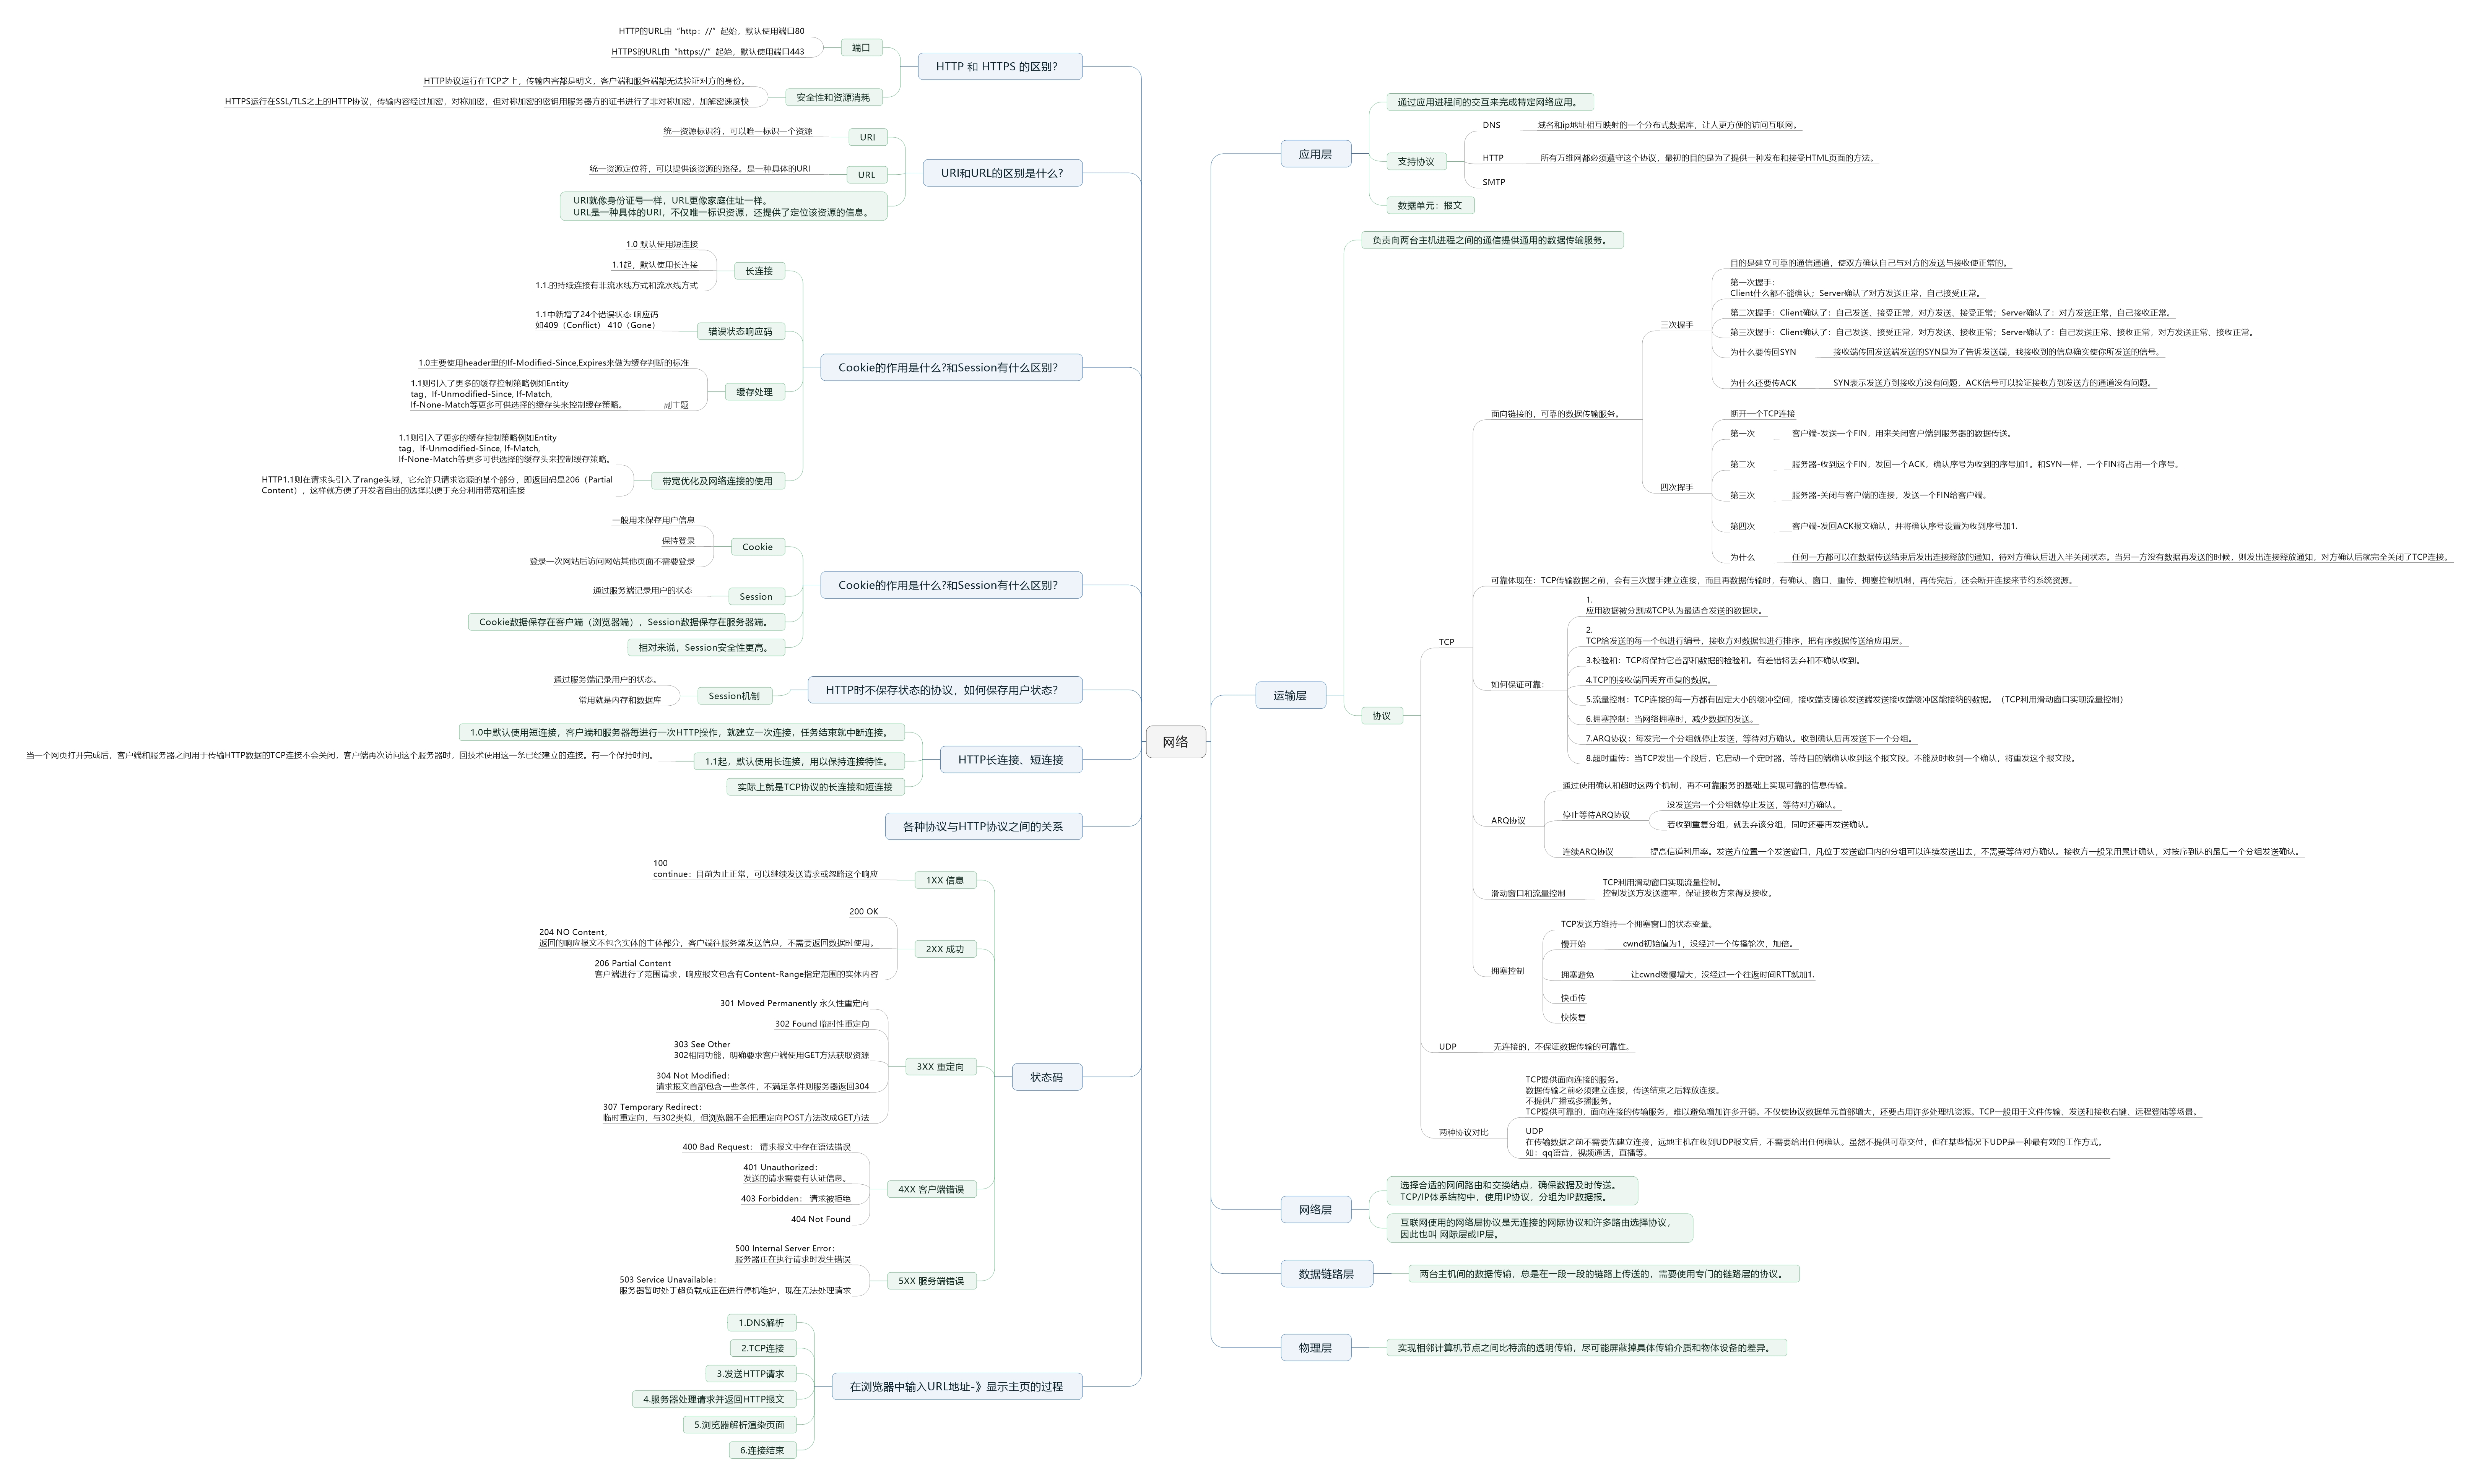 网络
HTTP 和 HTTPS 的区别？
端口
HTTP的URL由“http：//”起始，默认使用端口80
HTTPS的URL由“https://”起始，默认使用端口443
安全性和资源消耗
HTTP协议运行在TCP之上，传输内容都是明文，客户端和服务端都无法验证对方的身份。
HTTPS运行在SSL/TLS之上的HTTP协议，传输内容经过加密，对称加密，但对称加密的密钥用服务器方的证书进行了非对称加密，加解密速度快
URI和URL的区别是什么？
URI
统一资源标识符，可以唯一标识一个资源
URL
统一资源定位符，可以提供该资源的路径。是一种具体的URI
URI就像身份证号一样，URL更像家庭住址一样。
URL是一种具体的URI，不仅唯一标识资源，还提供了定位该资源的信息。
Cookie的作用是什么?和Session有什么区别？
长连接
1.0 默认使用短连接
1.1起，默认使用长连接
1.1.的持续连接有非流水线方式和流水线方式
错误状态响应码
1.1中新增了24个错误状态 响应码
如409（Conflict） 410（Gone）
缓存处理
1.0主要使用header里的If-Modified-Since,Expires来做为缓存判断的标准
1.1则引入了更多的缓存控制策略例如Entity
tag，If-Unmodified-Since, If-Match,
If-None-Match等更多可供选择的缓存头来控制缓存策略。
副主题
带宽优化及网络连接的使用
1.1则引入了更多的缓存控制策略例如Entity
tag，If-Unmodified-Since, If-Match,
If-None-Match等更多可供选择的缓存头来控制缓存策略。
HTTP1.1则在请求头引入了range头域，它允许只请求资源的某个部分，即返回码是206（Partial
Content），这样就方便了开发者自由的选择以便于充分利用带宽和连接
Cookie的作用是什么?和Session有什么区别？
Cookie
一般用来保存用户信息
保持登录
登录一次网站后访问网站其他页面不需要登录
Session
通过服务端记录用户的状态
Cookie数据保存在客户端（浏览器端），Session数据保存在服务器端。
相对来说，Session安全性更高。
HTTP时不保存状态的协议，如何保存用户状态？
Session机制
通过服务端记录用户的状态。
常用就是内存和数据库
HTTP长连接、短连接
1.0中默认使用短连接，客户端和服务器每进行一次HTTP操作，就建立一次连接，任务结束就中断连接。
1.1起，默认使用长连接，用以保持连接特性。
当一个网页打开完成后，客户端和服务器之间用于传输HTTP数据的TCP连接不会关闭，客户端再次访问这个服务器时，回技术使用这一条已经建立的连接。有一个保持时间。
实际上就是TCP协议的长连接和短连接
各种协议与HTTP协议之间的关系
状态码
1XX 信息
100
continue：目前为止正常，可以继续发送请求或忽略这个响应
2XX 成功
200 OK
204 NO Content，
返回的响应报文不包含实体的主体部分，客户端往服务器发送信息，不需要返回数据时使用。
206 Partial Content
客户端进行了范围请求，响应报文包含有Content-Range指定范围的实体内容
3XX 重定向
301 Moved Permanently 永久性重定向
302 Found 临时性重定向
303 See Other
302相同功能，明确要求客户端使用GET方法获取资源
304 Not Modified：
请求报文首部包含一些条件，不满足条件则服务器返回304
307 Temporary Redirect：
临时重定向，与302类似，但浏览器不会把重定向POST方法改成GET方法
4XX 客户端错误
400 Bad Request： 请求报文中存在语法错误
401 Unauthorized：
发送的请求需要有认证信息。
403 Forbidden： 请求被拒绝
404 Not Found
5XX 服务端错误
500 Internal Server Error：
服务器正在执行请求时发生错误
503 Service Unavailable：
服务器暂时处于超负载或正在进行停机维护，现在无法处理请求
在浏览器中输入URL地址-》显示主页的过程
1.DNS解析
2.TCP连接
3.发送HTTP请求
4.服务器处理请求并返回HTTP报文
5.浏览器解析渲染页面
6.连接结束
应用层
通过应用进程间的交互来完成特定网络应用。
支持协议
DNS
域名和ip地址相互映射的一个分布式数据库，让人更方便的访问互联网。
HTTP
所有万维网都必须遵守这个协议，最初的目的是为了提供一种发布和接受HTML页面的方法。
SMTP
数据单元：报文
运输层
负责向两台主机进程之间的通信提供通用的数据传输服务。
协议
TCP
面向链接的，可靠的数据传输服务。
三次握手
目的是建立可靠的通信通道，使双方确认自己与对方的发送与接收使正常的。
第一次握手：
Client什么都不能确认；Server确认了对方发送正常，自己接受正常。
第二次握手：Client确认了：自己发送、接受正常，对方发送、接受正常；Server确认了：对方发送正常，自己接收正常。
第三次握手：Client确认了：自己发送、接受正常，对方发送、接收正常；Server确认了：自己发送正常、接收正常，对方发送正常、接收正常。
为什么要传回SYN
接收端传回发送端发送的SYN是为了告诉发送端，我接收到的信息确实使你所发送的信号。
为什么还要传ACK
SYN表示发送方到接收方没有问题，ACK信号可以验证接收方到发送方的通道没有问题。
四次挥手
断开一个TCP连接
第一次
客户端-发送一个FIN，用来关闭客户端到服务器的数据传送。
第二次
服务器-收到这个FIN，发回一个ACK，确认序号为收到的序号加1。和SYN一样，一个FIN将占用一个序号。
第三次
服务器-关闭与客户端的连接，发送一个FIN给客户端。
第四次
客户端-发回ACK报文确认，并将确认序号设置为收到序号加1.
为什么
任何一方都可以在数据传送结束后发出连接释放的通知，待对方确认后进入半关闭状态。当另一方没有数据再发送的时候，则发出连接释放通知，对方确认后就完全关闭了TCP连接。
可靠体现在：TCP传输数据之前，会有三次握手建立连接，而且再数据传输时，有确认、窗口、重传、拥塞控制机制，再传完后，还会断开连接来节约系统资源。
如何保证可靠：
1.
应用数据被分割成TCP认为最适合发送的数据块。
2.
TCP给发送的每一个包进行编号，接收方对数据包进行排序，把有序数据传送给应用层。
3.校验和：TCP将保持它首部和数据的检验和。有差错将丢弃和不确认收到。
4.TCP的接收端回丢弃重复的数据。
5.流量控制：TCP连接的每一方都有固定大小的缓冲空间，接收端支援徐发送端发送接收端缓冲区能接纳的数据。（TCP利用滑动窗口实现流量控制）
6.拥塞控制：当网络拥塞时，减少数据的发送。
7.ARQ协议：每发完一个分组就停止发送，等待对方确认。收到确认后再发送下一个分组。
8.超时重传：当TCP发出一个段后，它启动一个定时器，等待目的端确认收到这个报文段。不能及时收到一个确认，将重发这个报文段。
ARQ协议
通过使用确认和超时这两个机制，再不可靠服务的基础上实现可靠的信息传输。
停止等待ARQ协议
没发送完一个分组就停止发送，等待对方确认。
若收到重复分组，就丢弃该分组，同时还要再发送确认。
连续ARQ协议
提高信道利用率。发送方位置一个发送窗口，凡位于发送窗口内的分组可以连续发送出去，不需要等待对方确认。接收方一般采用累计确认，对按序到达的最后一个分组发送确认。
滑动窗口和流量控制
TCP利用滑动窗口实现流量控制。
控制发送方发送速率，保证接收方来得及接收。
拥塞控制
TCP发送方维持一个拥塞窗口的状态变量。
慢开始
cwnd初始值为1，没经过一个传播轮次，加倍。
拥塞避免
让cwnd缓慢增大，没经过一个往返时间RTT就加1.
快重传
快恢复
UDP
无连接的，不保证数据传输的可靠性。
两种协议对比
TCP提供面向连接的服务。
数据传输之前必须建立连接，传送结束之后释放连接。
不提供广播或多播服务。
TCP提供可靠的，面向连接的传输服务，难以避免增加许多开销。不仅使协议数据单元首部增大，还要占用许多处理机资源。TCP一般用于文件传输、发送和接收右键、远程登陆等场景。
UDP
在传输数据之前不需要先建立连接，远地主机在收到UDP报文后，不需要给出任何确认。虽然不提供可靠交付，但在某些情况下UDP是一种最有效的工作方式。
如：qq语音，视频通话，直播等。
网络层
选择合适的网间路由和交换结点，确保数据及时传送。
TCP/IP体系结构中，使用IP协议，分组为IP数据报。
互联网使用的网络层协议是无连接的网际协议和许多路由选择协议，
因此也叫 网际层或IP层。
数据链路层
两台主机间的数据传输，总是在一段一段的链路上传送的，需要使用专门的链路层的协议。
物理层
实现相邻计算机节点之间比特流的透明传输，尽可能屏蔽掉具体传输介质和物体设备的差异。